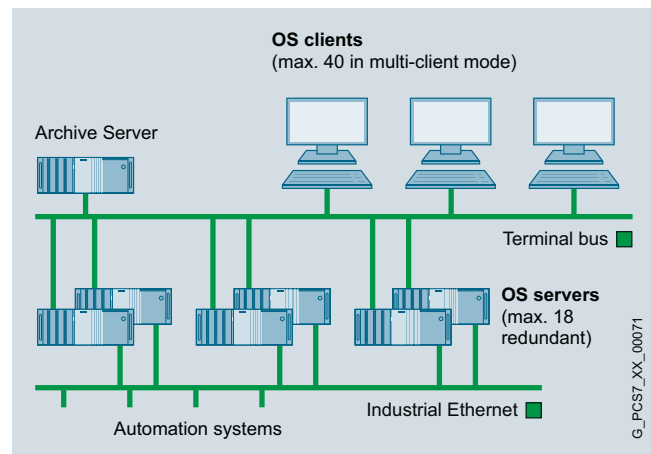 OS clients
(max. 40 in multi-client mode)
Archive Server
Terminal bus
OS servers
(max. 18
redundant)
Industrial Ethernet
Automation systems
G_PCS7_XX_00071